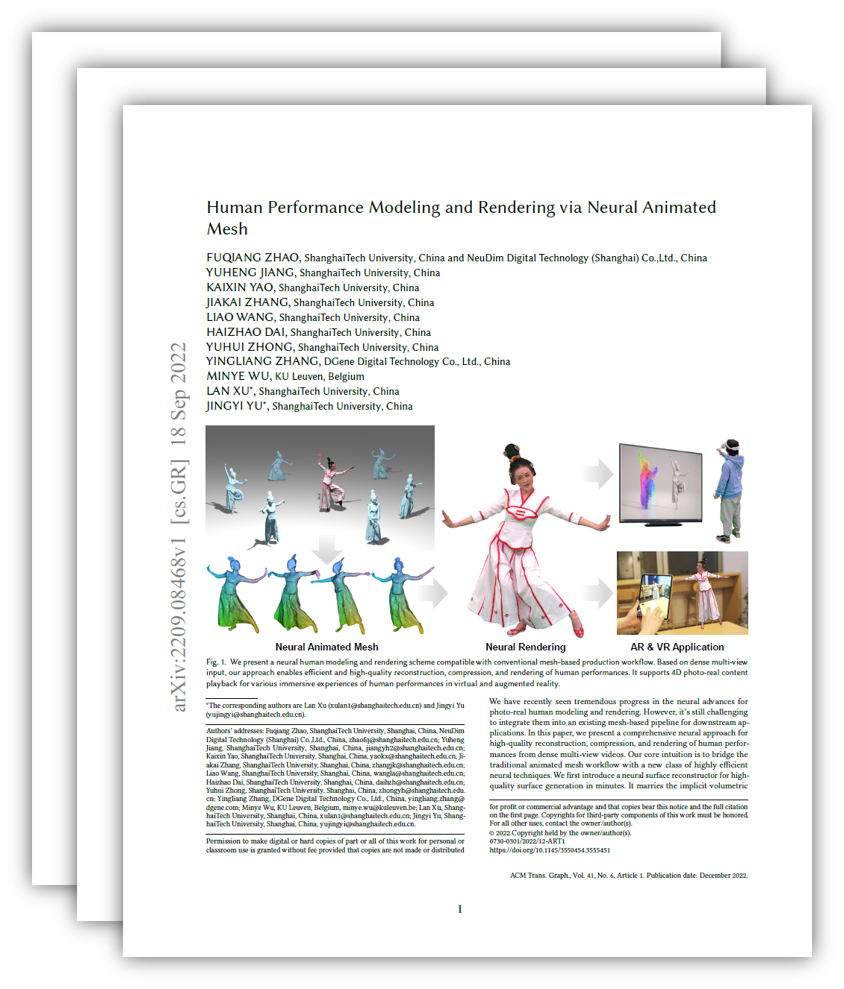 Human Performance Modeling and Rendering via Neural Animated
Mesh
FUQIANG ZHAO, ShanghaiTech University, China and NeuDim Digital Technology (Shanghai) Co.,Ltd., China
YUHENG JIANG, ShanghaiTech University, China
KAIXIN YAO, ShanghaiTech University, China
JIAKAI ZHANG, ShanghaiTech University, China
LIAO WANG, ShanghaiTech University, China
HAIZHAO DAI, ShanghaiTech University, China
YUHUI ZHONG, ShanghaiTech University, China
YINGLIANG ZHANG, DGene Digital Technology Co., Ltd., China
MINYE WU, KU Leuven, Belgium
LAN XU*, ShanghaiTech University, China
JINGYI YU*, ShanghaiTech University, China
arXiv:2209.08468v1 [cs.GR] 18 Sep 2022
Neural Animated Mesh
Neural Rendering
AR & VR Application
Fig. 1. We present a neural human modeling and rendering scheme compatible with conventional mesh-based production workflow. Based on dense multi-view
input, our approach enables efficient and high-quality reconstruction, compression, and rendering of human performances. It supports 4D photo-real content
playback for various immersive experiences of human performances in virtual and augmented reality.
*The corresponding authors are Lan Xu (xulan1@shanghaitech.edu.cn) and Jingyi Yu
(yujingyi@shanghaitech.edu.cn).
Authors' addresses: Fuqiang Zhao, ShanghaiTech University, Shanghai, China, NeuDim
Digital Technology (Shanghai) Co.,Ltd., China, zhaofq@shanghaitech.edu.cn; Yuheng
Jiang, ShanghaiTech University, Shanghai, China, jiangyh2@shanghaitech.edu.cn;
Kaixin Yao, ShanghaiTech University, Shanghai, China, yaokx@shanghaitech.edu.cn; Ji-
akai Zhang, ShanghaiTech University, Shanghai, China, zhangjk@shanghaitech.edu.cn;
Liao Wang, ShanghaiTech University, Shanghai, China, wangla@shanghaitech.edu.cn;
Haizhao Dai, ShanghaiTech University, Shanghai, China, daihzh@shanghaitech.edu.cn;
Yuhui Zhong, ShanghaiTech University, Shanghai, China, zhongyh@shanghaitech.edu.
cn; Yingliang Zhang, DGene Digital Technology Co., Ltd., China, yingliang.zhang@
dgene.com; Minye Wu, KU Leuven, Belgium, minye.wu@kuleuven.be; Lan Xu, Shang-
haiTech University, Shanghai, China, xulan1@shanghaitech.edu.cn; Jingyi Yu, Shang-
haiTech University, Shanghai, China, yujingyi@shanghaitech.edu.cn.
Permission to make digital or hard copies of part or all of this work for personal or
classroom use is granted without fee provided that copies are not made or distributed
We have recently seen tremendous progress in the neural advances for
photo-real human modeling and rendering. However, it's still challenging
to integrate them into an existing mesh-based pipeline for downstream ap-
plications. In this paper, we present a comprehensive neural approach for
high-quality reconstruction, compression, and rendering of human perfor-
mances from dense multi-view videos. Our core intuition is to bridge the
traditional animated mesh workflow with a new class of highly efficient
neural techniques. We first introduce a neural surface reconstructor for high-
quality surface generation in minutes. It marries the implicit volumetric
for profit or commercial advantage and that copies bear this notice and the full citation
on the first page. Copyrights for third-party components of this work must be honored.
For all other uses, contact the owner/author(s).
© 2022 Copyright held by the owner/author(s).
0730-0301/2022/12-ART1
https://doi.org/10.1145/3550454.3555451
ACM Trans. Graph., Vol. 41, No. 6, Article 1. Publication date: December 2022.
1